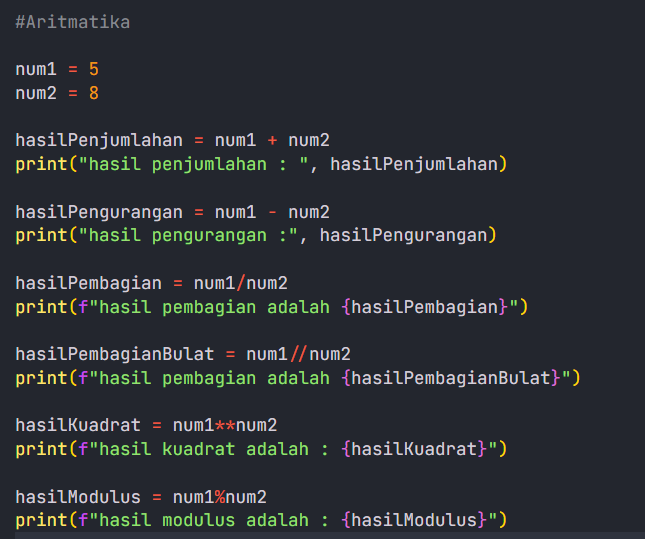 #Aritmatika
num1 = 5
num2 = 8
hasilPenjumlahan = num1 + num2
print("hasil penjumlahan : ", hasilPenjumlahan)
hasilPengurangan = num1 - num2
print("hasil pengurangan :", hasilPengurangan)
hasilPembagian = num1/num2
print(f"hasil pembagian adalah {hasilPembagian}")
hasilPembagianBulat = num1//num2
print(f"hasil pembagian adalah {hasilPembagianBulat}")
hasilKuadrat = num1**num2
print(f"hasil kuadrat adalah : {hasilKuadrat}")
hasilModulus = num1%num2
print(f"hasil modulus adalah : {hasilModulus}")